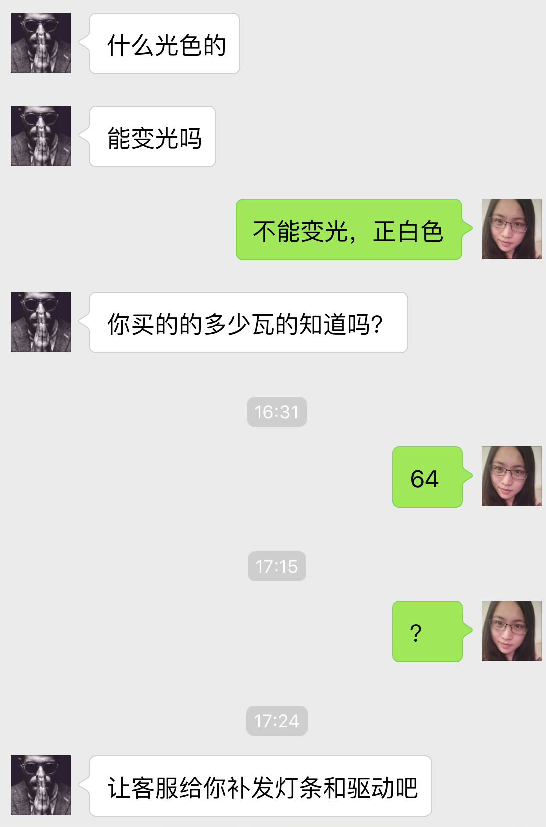 什么光色的
能变光吗
不能变光，正白色
你买的的多少瓦的知道吗？
16:31
64
17:15
？
17:24
让客服给你补发灯条和驱动吧